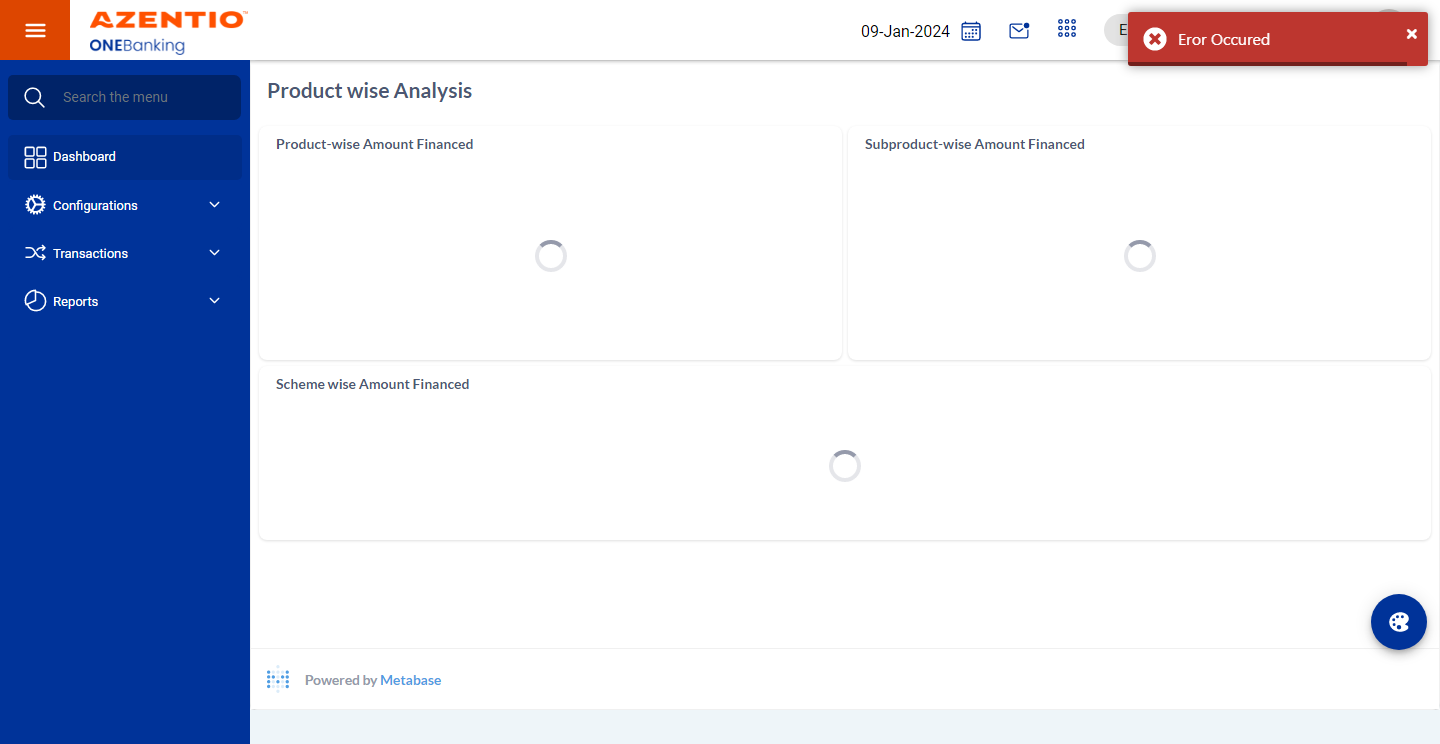 AZENTIO™
ONEBanking
09-Jan-2024
E
Eror Occured
Search the menu
Dashboard
Configurations
Transactions
Reports
Product wise Analysis
Product-wise Amount Financed
Subproduct-wise Amount Financed
Scheme wise Amount Financed
Powered by Metabase